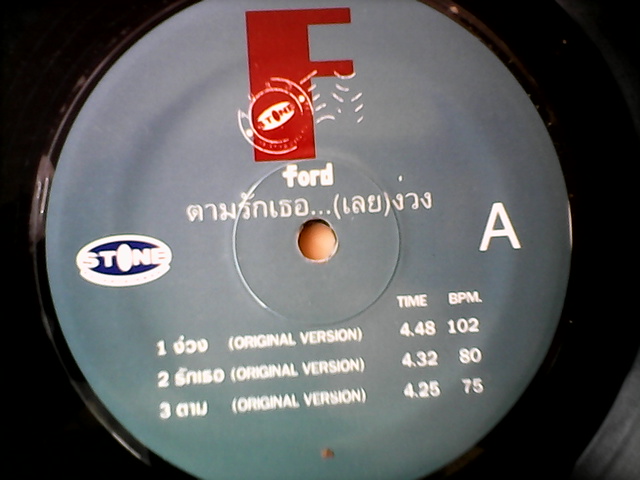 F
STONE
ford
ตามรักเธอ...(เลย)ง่วง
A
STONE
TIME BPM.
1 ง่วง (ORIGINAL VERSION) 4.48 102
2 รักเธอ (ORIGINAL VERSION) 4.32 80
3 ตาม (ORIGINAL VERSION) 4.25 75